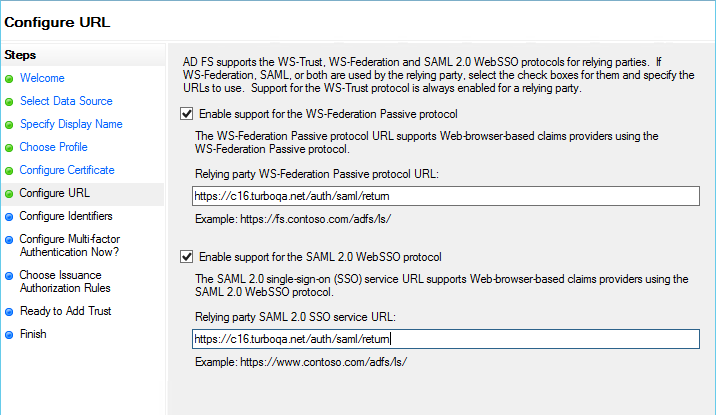 Configure URL
Steps
Welcome
Select Data Source
Specify Display Name
Choose Profile
Configure Certificate
Configure URL
Configure Identifiers
Configure Multi-factor
Authentication Now?
Choose Issuance
Authorization Rules
Ready to Add Trust
Finish
AD FS supports the WS-Trust, WS-Federation and SAML 2.0 WebSSO protocols for relying parties. If
WS-Federation, SAML, or both are used by the relying party, select the check boxes for them and specify the
URLs to use. Support for the WS-Trust protocol is always enabled for a relying party.
Enable support for the WS-Federation Passive protocol
The WS-Federation Passive protocol URL supports Web-browser-based claims providers using the
WS-Federation Passive protocol.
Relying party WS-Federation Passive protocol URL:
https://c16.turboqa.net/auth/saml/return
Example: https://fs.contoso.com/adfs/ls/
Enable support for the SAML 2.0 WebSSO protocol
The SAML 2.0 single-sign-on (SSO) service URL supports Web-browser-based claims providers using the
SAML 2.0 WebSSO protocol.
Relying party SAML 2.0 SSO service URL:
https://c16.turboqa.net/auth/saml/return
Example: https://www.contoso.com/adfs/ls/